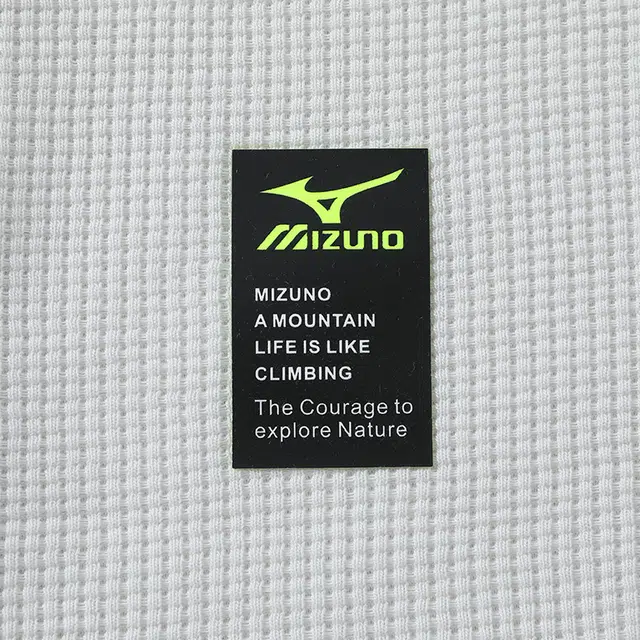 MIZUNO
MIZUNO
A MOUNTAIN
LIFE IS LIKE
CLIMBING
The Courage to
explore Nature